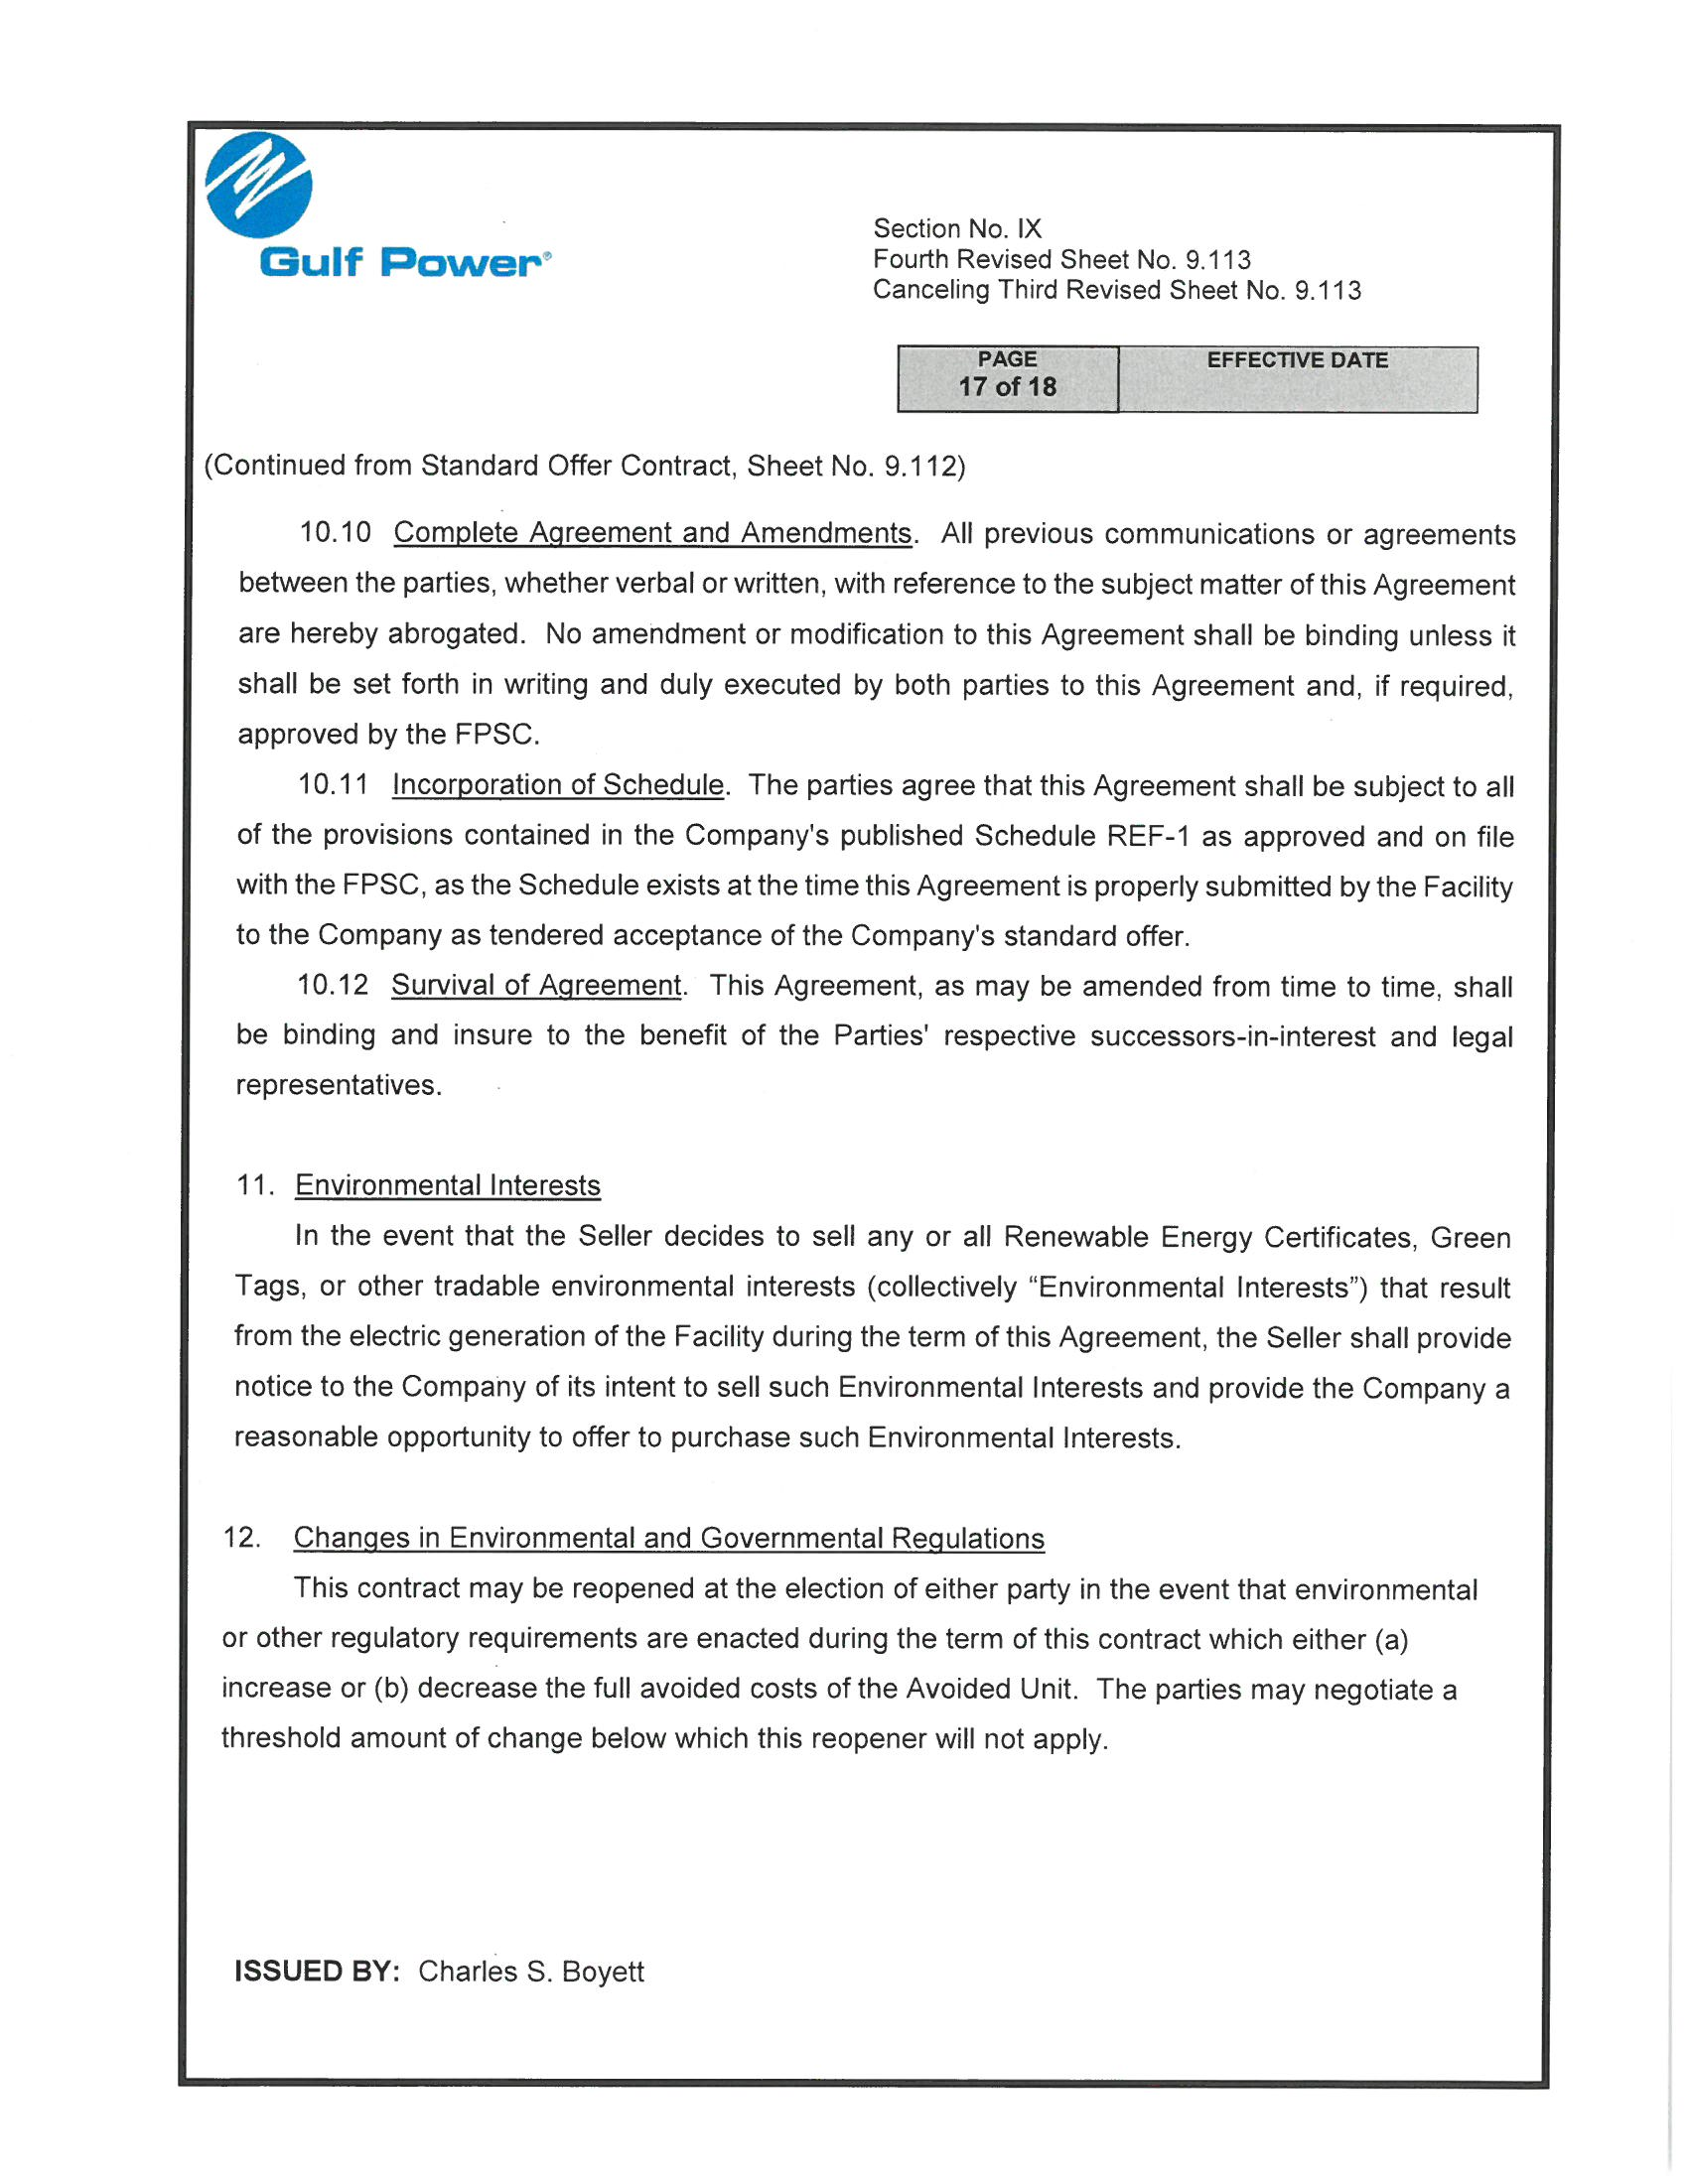 Gulf Power®
Section No. IX
Fourth Revised Sheet No. 9.113
Canceling Third Revised Sheet No. 9.113
PAGE
17 of 18
EFFECTIVE DATE
(Continued from Standard Offer Contract, Sheet No. 9.112)
10.10 Complete Agreement and Amendments. All previous communications or agreements
between the parties, whether verbal or written, with reference to the subject matter of this Agreement
are hereby abrogated. No amendment or modification to this Agreement shall be binding unless it
shall be set forth in writing and duly executed by both parties to this Agreement and, if required,
approved by the FPSC.
10.11 Incorporation of Schedule. The parties agree that this Agreement shall be subject to all
of the provisions contained in the Company's published Schedule REF-1 as approved and on file
with the FPSC, as the Schedule exists at the time this Agreement is properly submitted by the Facility
to the Company as tendered acceptance of the Company's standard offer.
10.12 Survival of Agreement. This Agreement, as may be amended from time to time, shall
be binding and insure to the benefit of the Parties' respective successors-in-interest and legal
representatives.
11. Environmental Interests
In the event that the Seller decides to sell any or all Renewable Energy Certificates, Green
Tags, or other tradable environmental interests (collectively “Environmental Interests”) that result
from the electric generation of the Facility during the term of this Agreement, the Seller shall provide
notice to the Company of its intent to sell such Environmental Interests and provide the Company a
reasonable opportunity to offer to purchase such Environmental Interests.
12. Changes in Environmental and Governmental Regulations
This contract may be reopened at the election of either party in the event that environmental
or other regulatory requirements are enacted during the term of this contract which either (a)
increase or (b) decrease the full avoided costs of the Avoided Unit. The parties may negotiate a
threshold amount of change below which this reopener will not apply.
ISSUED BY: Charles S. Boyett